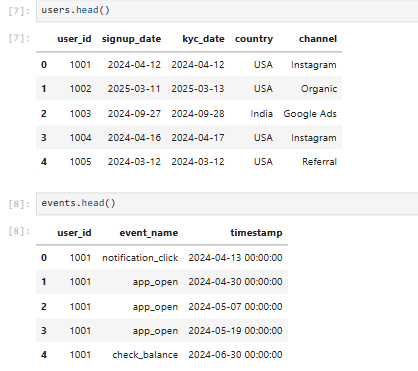 [7]: users.head()
[7]:
user_id signup_date kyc_date country channel
0 1001 2024-04-12 2024-04-12 USA Instagram
1 1002 2025-03-11 2025-03-13 USA Organic
2 1003 2024-09-27 2024-09-28 India Google Ads
3 1004 2024-04-16 2024-04-17 USA Instagram
4 1005 2024-03-12 2024-03-12 USA Referral
[8]: events.head()
[8]:
user_id event_name timestamp
0 1001 notification_click 2024-04-13 00:00:00
1 1001 app_open 2024-04-30 00:00:00
2 1001 app_open 2024-05-07 00:00:00
3 1001 app_open 2024-05-19 00:00:00
4 1001 check_balance 2024-06-30 00:00:00